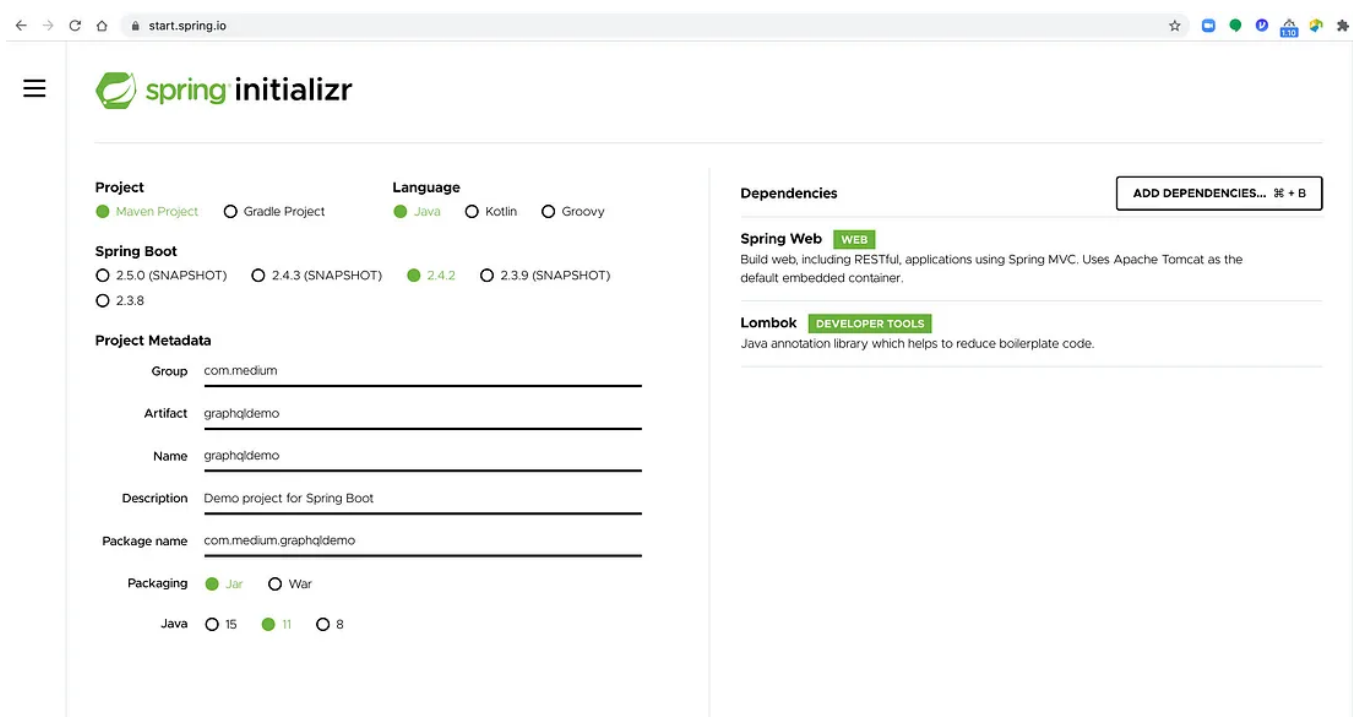 start.spring.io
1.10
spring initializr
Project
Maven Project Gradle Project
Language
Java Kotlin Groovy
Spring Boot
2.5.0 (SNAPSHOT) 2.4.3 (SNAPSHOT) 2.4.2 2.3.9 (SNAPSHOT)
2.3.8
Project Metadata
Group com.medium
Artifact graphqldemo
Name graphqldemo
Description Demo project for Spring Boot
Package name com.medium.graphqldemo
Packaging Jar War
Java 15 11 8
Dependencies
ADD DEPENDENCIES... ⌘ + B
Spring Web WEB
Build web, including RESTful, applications using Spring MVC. Uses Apache Tomcat as the
default embedded container.
Lombok DEVELOPER TOOLS
Java annotation library which helps to reduce boilerplate code.